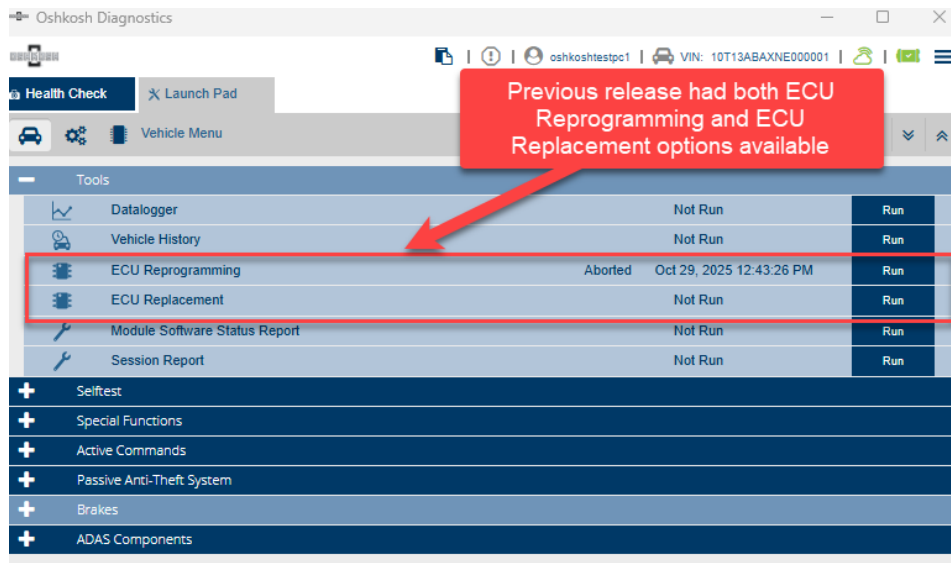 Oshkosh Diagnostics
OSHKOSH
oshkoshtestpc1 | VIN: 10T13ABAXNE000001
Health Check
Launch Pad
Previous release had both ECU
Reprogramming and ECU
Replacement options available
Vehicle Menu
Tools
Datalogger Not Run Run
Vehicle History Not Run Run
ECU Reprogramming Aborted Oct 29, 2025 12:43:26 PM Run
ECU Replacement Not Run Run
Module Software Status Report Not Run Run
Session Report Not Run Run
Selftest
Special Functions
Active Commands
Passive Anti-Theft System
Brakes
ADAS Components